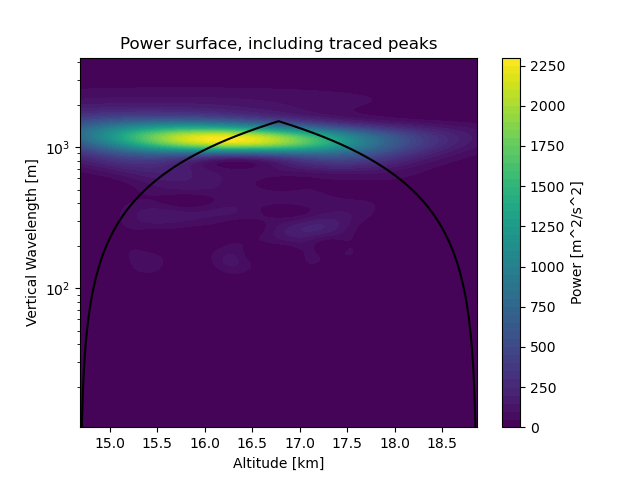 Power surface, including traced peaks
Vertical Wavelength [m]
10^3
10^2
15.0 15.5 16.0 16.5 17.0 17.5 18.0 18.5
Altitude [km]
2250
2000
1750
1500
1250
1000
750
500
250
0
Power [m^2/s^2]